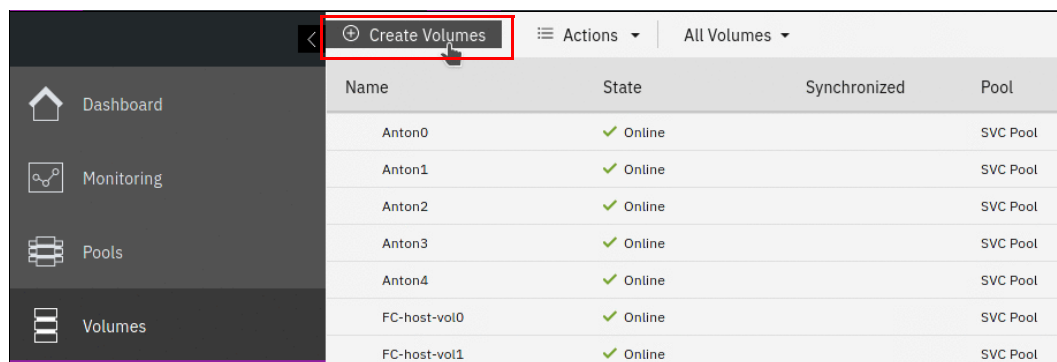 Create Volumes Actions All Volumes
Name State Synchronized Pool
Dashboard
Anton0 Online SVC Pool
Anton1 Online SVC Pool
Monitoring
Anton2 Online SVC Pool
Anton3 Online SVC Pool
Pools
Anton4 Online SVC Pool
FC-host-vol0 Online SVC Pool
Volumes
FC-host-vol1 Online SVC Pool